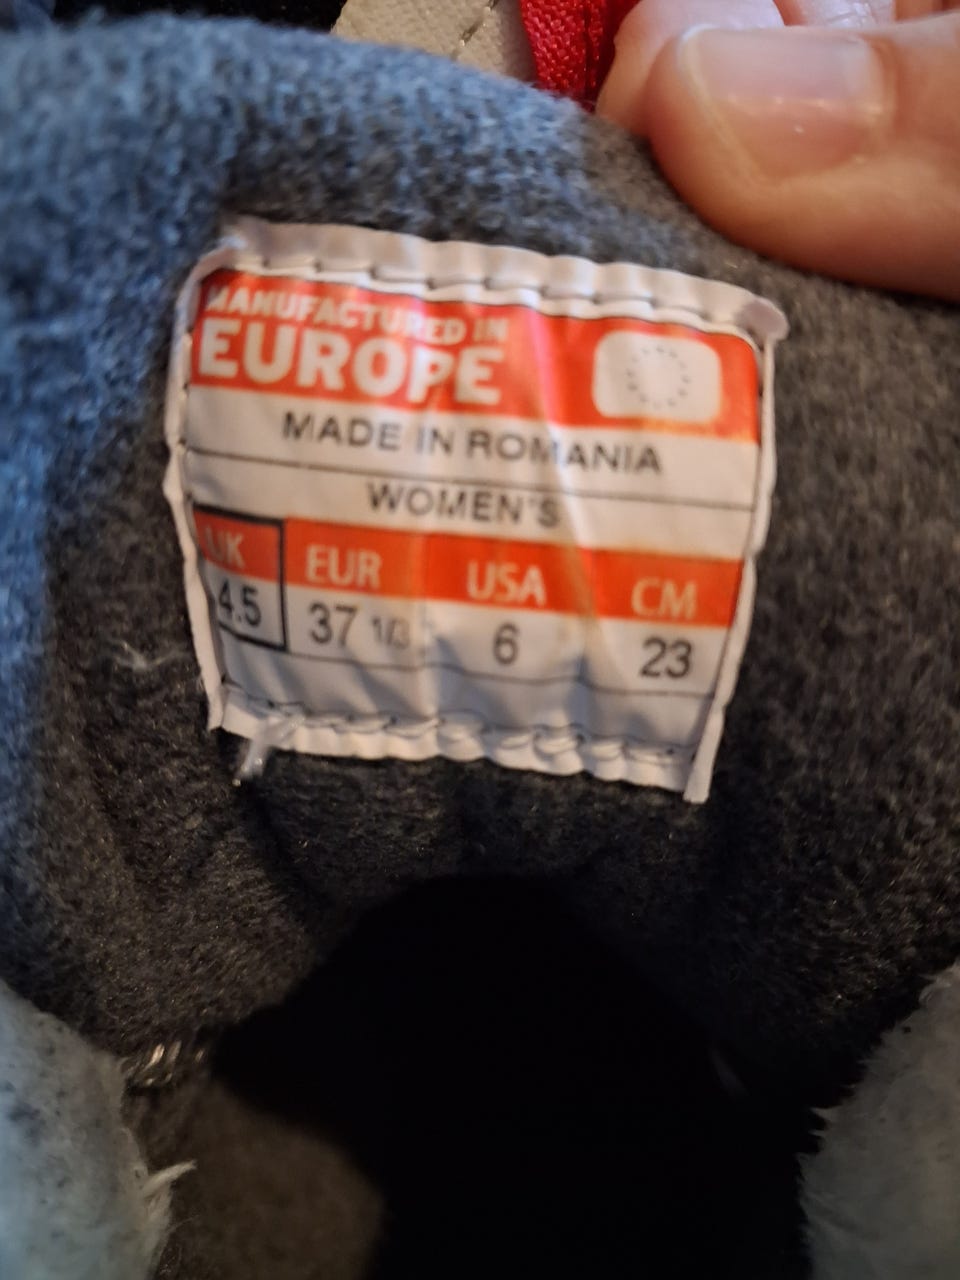 MANUFACTURED IN
EUROPE
MADE IN ROMANIA
WOMEN'S
UK EUR USA CM
4.5 37 1/3 6 23